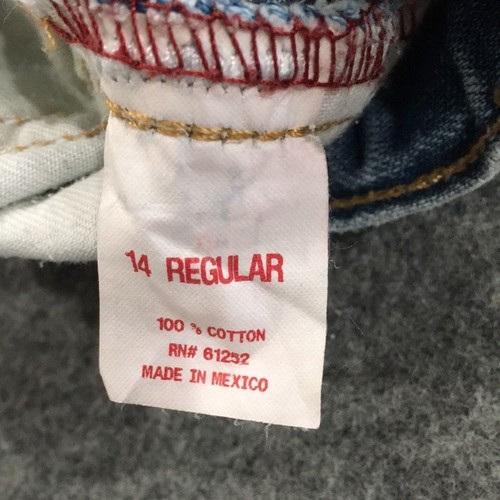 14 REGULAR
100 % COTTON
RN# 61252
MADE IN MEXICO